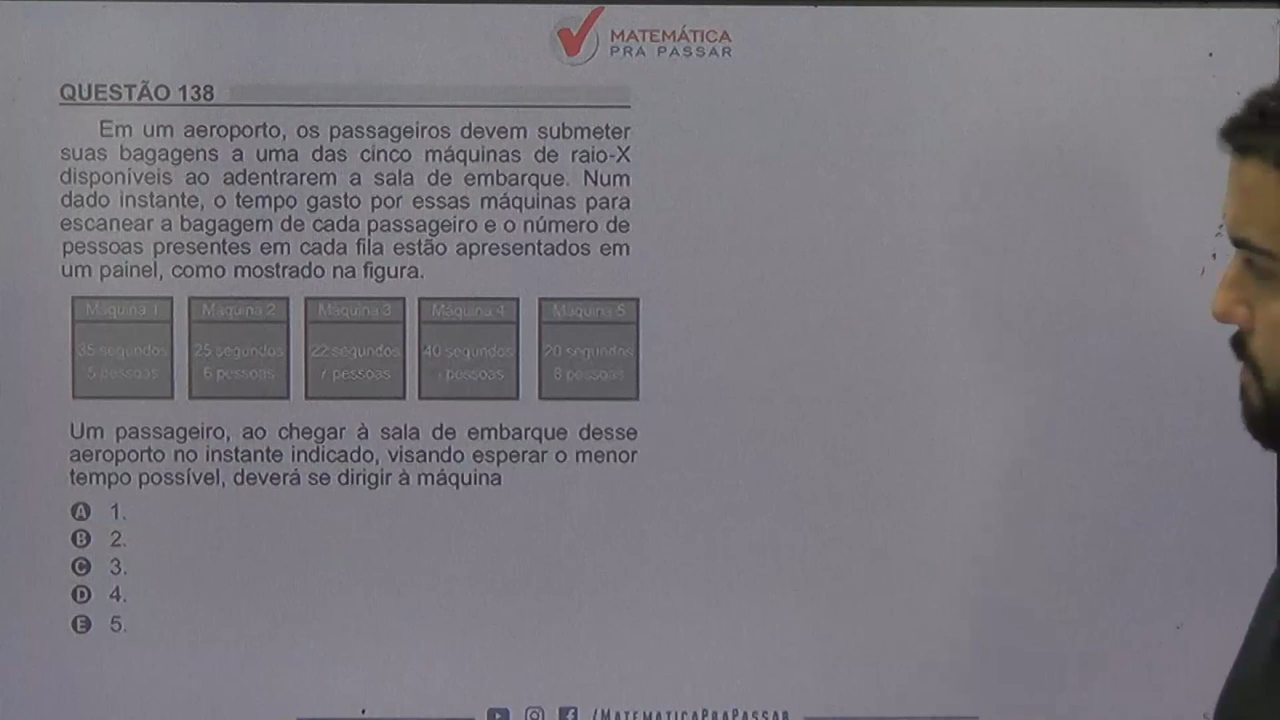 MATEMÁTICA
PRA PASSAR
QUESTÃO 138
Em um aeroporto, os passageiros devem submeter
suas bagagens a uma das cinco máquinas de raio-X
disponíveis ao adentrarem a sala de embarque. Num
dado instante, o tempo gasto por essas máquinas para
escanear a bagagem de cada passageiro e o número de
pessoas presentes em cada fila estão apresentados em
um painel, como mostrado na figura.
Máquina 1
35 segundos
5 pessoas
Máquina 2
25 segundos
6 pessoas
Máquina 3
22 segundos
7 pessoas
Máquina 4
40 segundos
pessoas
Máquina 5
20 segundos
8 pessoas
Um passageiro, ao chegar à sala de embarque desse
aeroporto no instante indicado, visando esperar o menor
tempo possível, deverá se dirigir à máquina
A 1.
B 2.
C 3.
D 4.
E 5.
/MATEMATICAPRAPASSAR